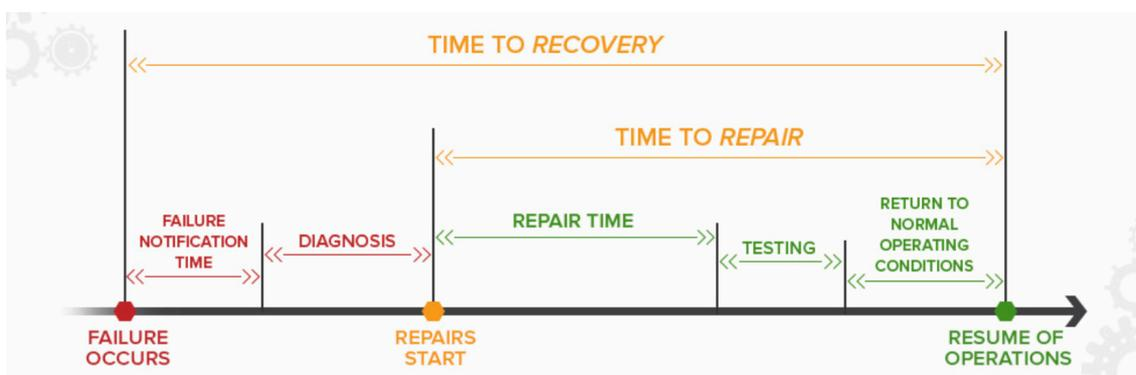 TIME TO RECOVERY
TIME TO REPAIR
FAILURE
NOTIFICATION
TIME
DIAGNOSIS
REPAIR TIME
TESTING
RETURN TO
NORMAL
OPERATING
CONDITIONS
FAILURE
OCCURS
REPAIRS
START
RESUME OF
OPERATIONS